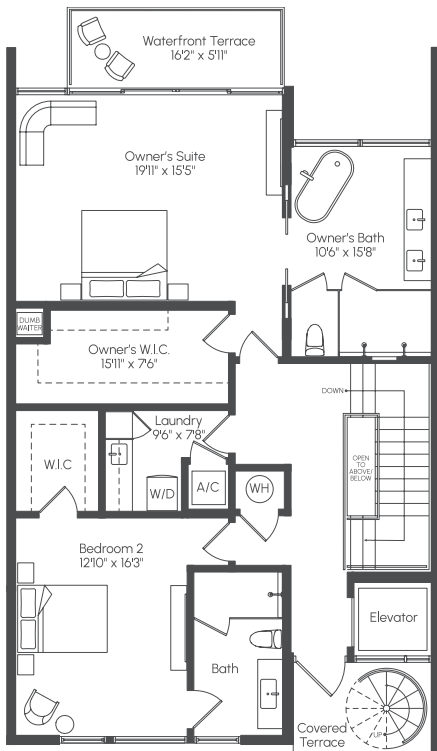 Waterfront Terrace
16'2" x 5'11"
Owner's Suite
19'11" x 15'5"
Owner's Bath
10'6" x 15'8"
DUMB
WAITER
Owner's W.I.C.
15'11" x 7'6"
DOWN
Laundry
9'6" x 7'8"
W.I.C
W/D
A/C
WH
OPEN
TO
ABOVE/
BELOW
Bedroom 2
12'10" x 16'3"
Elevator
Bath
Covered
Terrace
UP